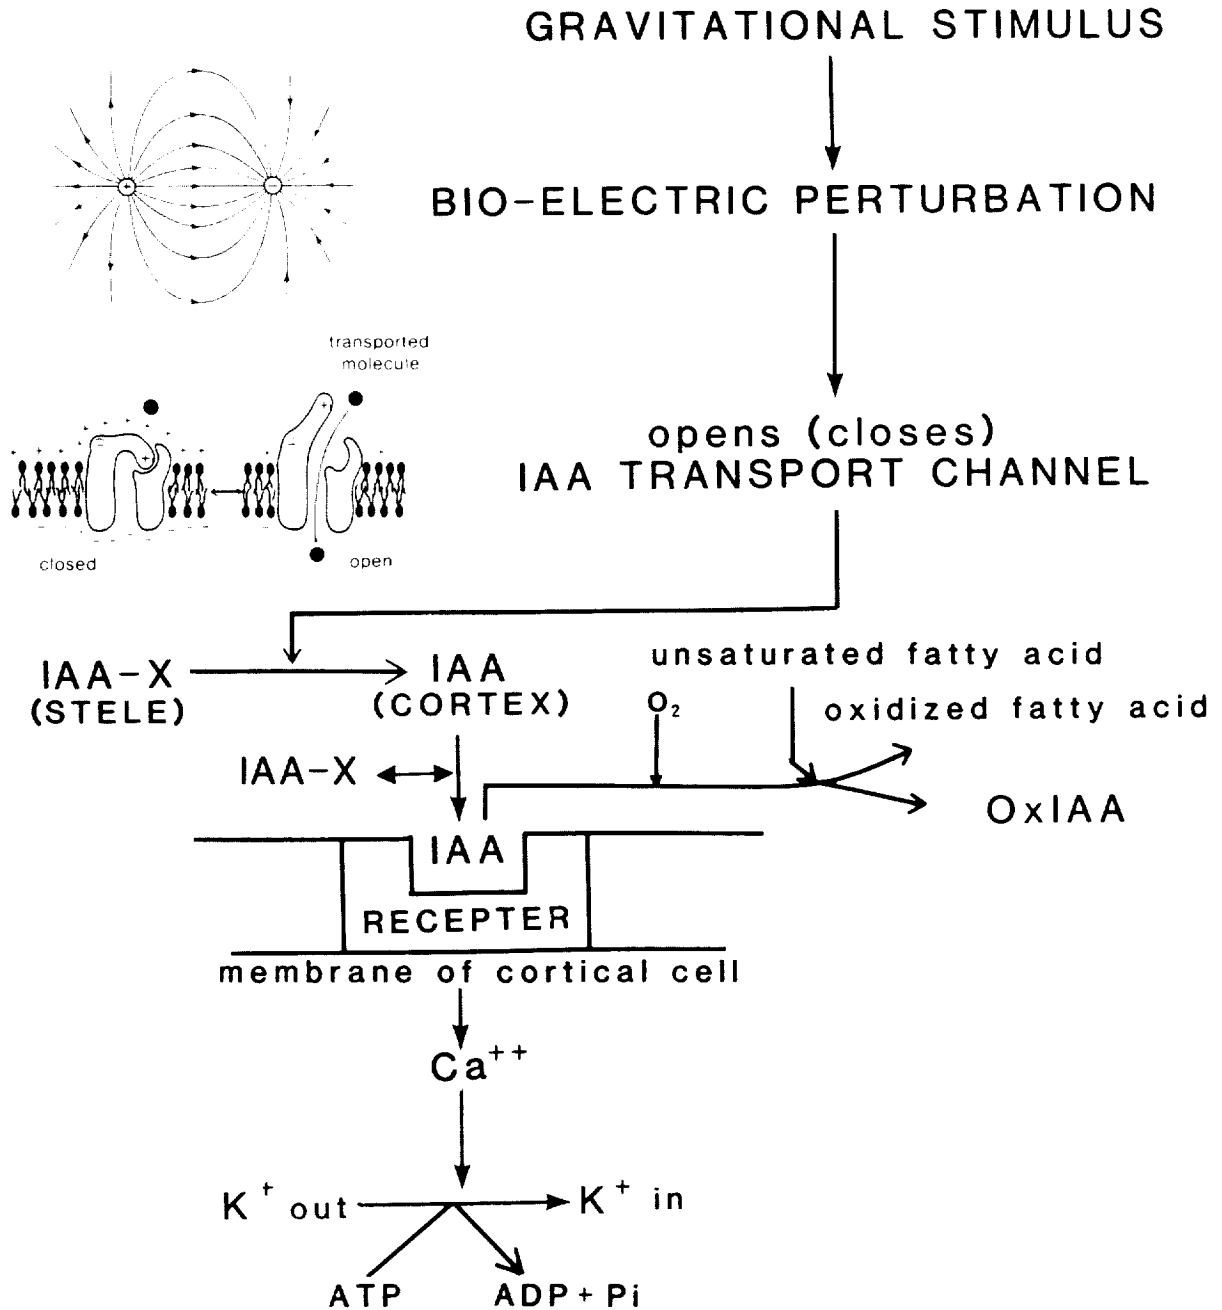 GRAVITATIONAL STIMULUS
BIO-ELECTRIC PERTURBATION
transported
molecule
opens (closes)
IAA TRANSPORT CHANNEL
closed
open
IAA-X
(STELE)
IAA
(CORTEX)
unsaturated fatty acid
O₂
oxidized fatty acid
IAA-X
OxIAA
IAA
RECEPTER
membrane of cortical cell
Ca⁺⁺
K⁺ out
K⁺ in
ATP
ADP + Pi